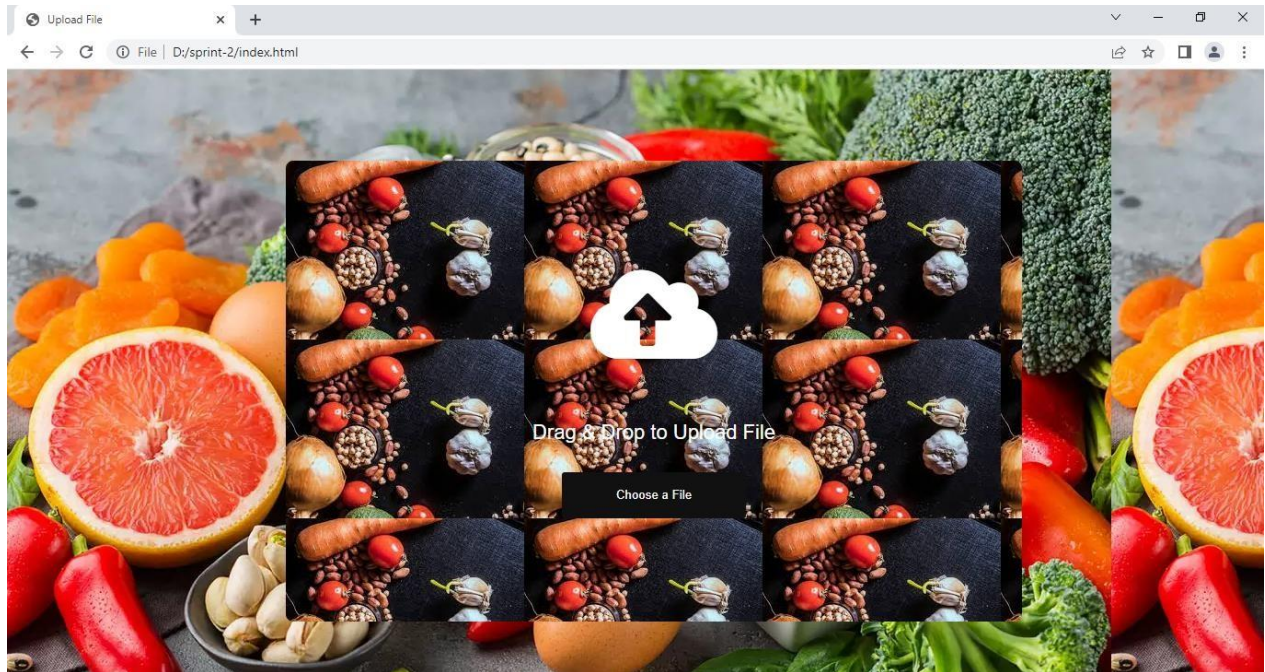 Upload File
File | D:/sprint-2/index.html
Drag & Drop to Upload File
Choose a File